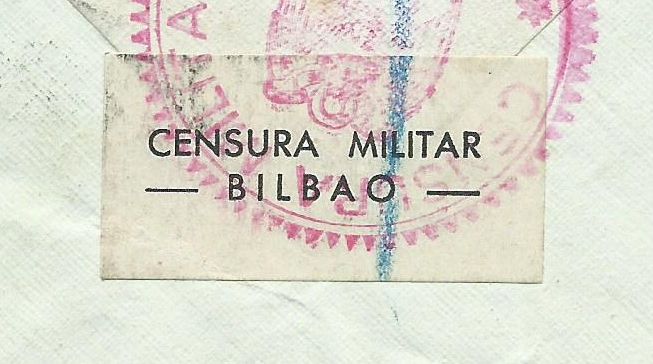 CENSURA MILITAR
— BILBAO —